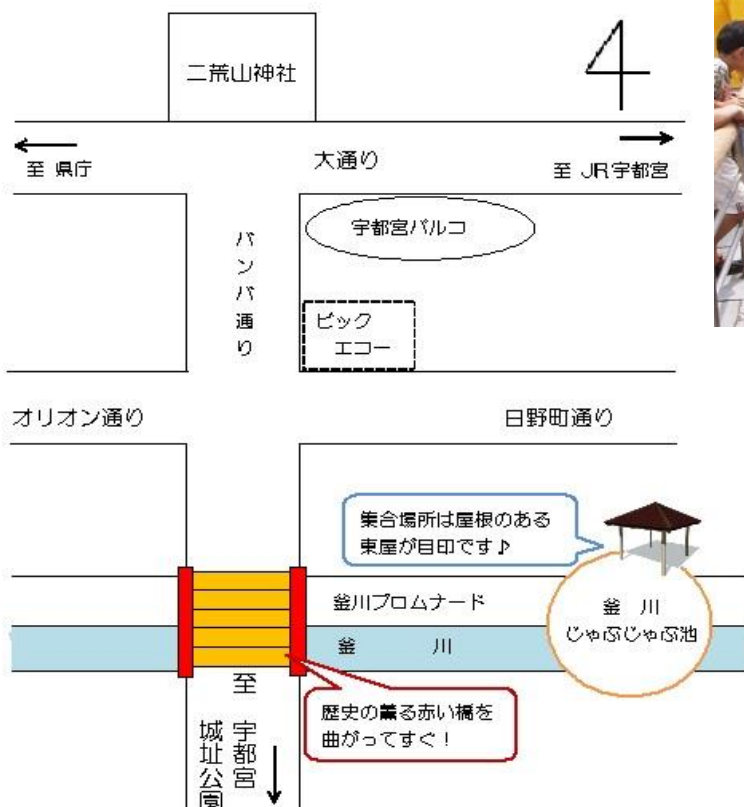 二荒山神社
4
至 県庁
大通り
至 JR宇都宮
宇都宮パルコ
バンバ通り
ビック
エコー
オリオン通り
日野町通り
集合場所は屋根のある
東屋が目印です♪
釜川プロムナード
釜 川
釜 川
じゃぶじゃぶ池
歴史の薫る赤い橋を
曲がってすぐ！
至 宇都宮
城址公園